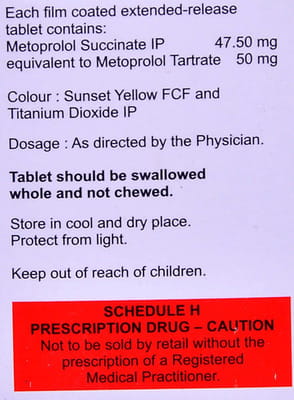 Each film coated extended-release
tablet contains:
Metoprolol Succinate IP 47.50 mg
equivalent to Metoprolol Tartrate 50 mg
Colour : Sunset Yellow FCF and
Titanium Dioxide IP
Dosage : As directed by the Physician.
Tablet should be swallowed
whole and not chewed.
Store in cool and dry place.
Protect from light.
Keep out of reach of children.
SCHEDULE H
PRESCRIPTION DRUG – CAUTION
Not to be sold by retail without the
prescription of a Registered
Medical Practitioner.